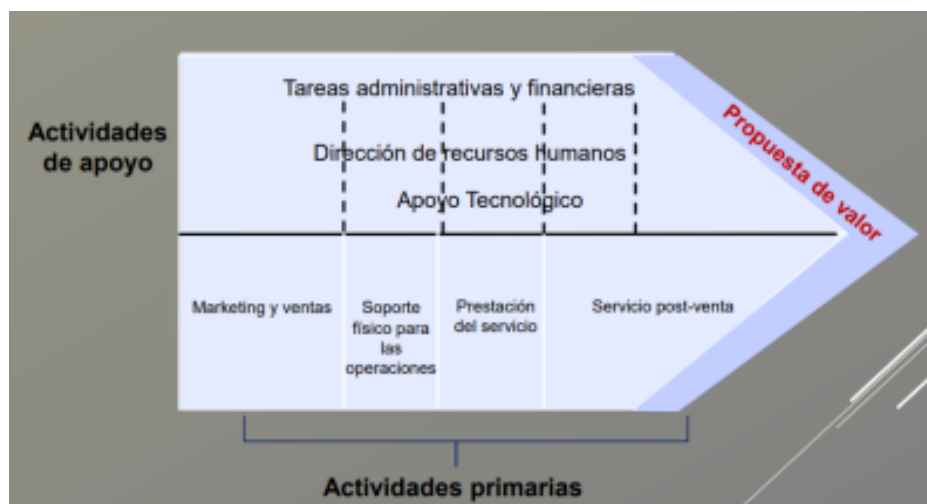 Tareas administrativas y financieras
Actividades
de apoyo
Dirección de recursos Humanos
Apoyo Tecnológico
Propuesta de valor
Marketing y ventas
Soporte
físico para
las
operaciones
Prestación
del servicio
Servicio post-venta
Actividades primarias